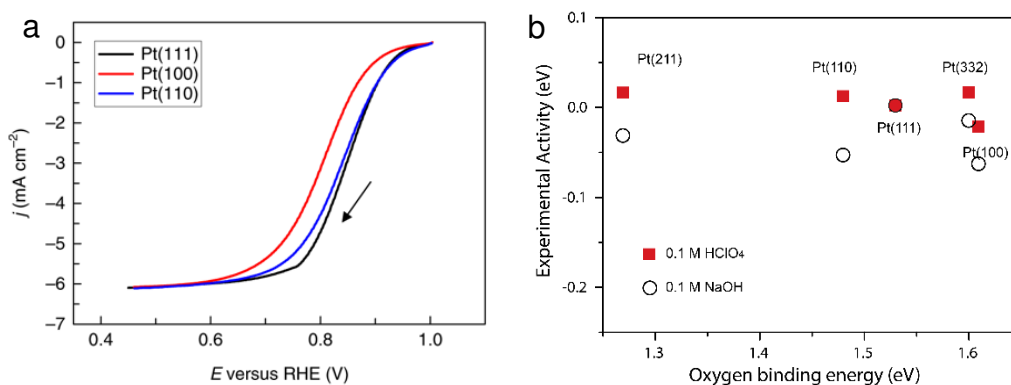 a
Pt(111)
Pt(100)
Pt(110)
0
−1
−2
−3
−4
−5
−6
−7
j (mA cm⁻²)
0.4
0.6
0.8
1.0
E versus RHE (V)
b
0.1
0.0
-0.1
-0.2
Experimental Activity (eV)
Pt(211)
Pt(110)
Pt(332)
Pt(111)
Pt(100)
0.1 M HClO₄
0.1 M NaOH
1.3
1.4
1.5
1.6
Oxygen binding energy (eV)